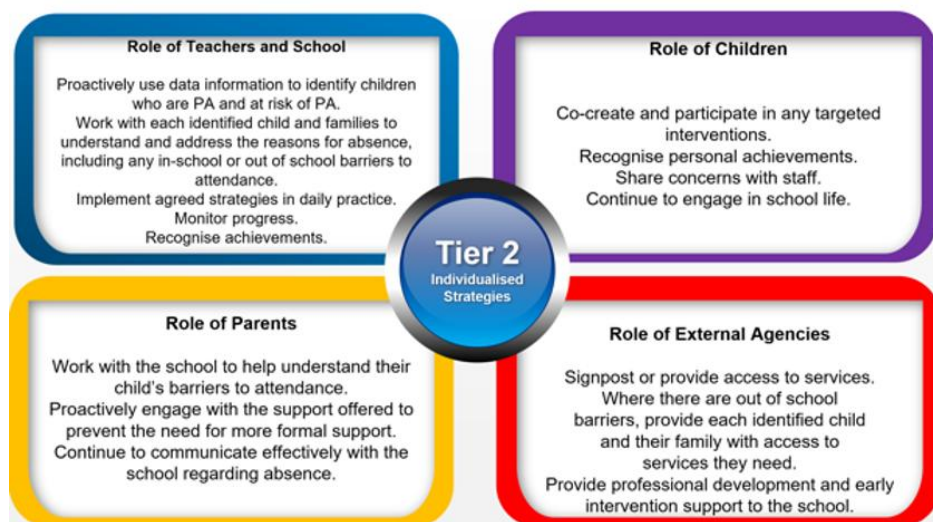 Role of Teachers and School
Proactively use data information to identify children
who are PA and at risk of PA.
Work with each identified child and families to
understand and address the reasons for absence,
including any in-school or out of school barriers to
attendance.
Implement agreed strategies in daily practice.
Monitor progress.
Recognise achievements.
Role of Children
Co-create and participate in any targeted
interventions.
Recognise personal achievements.
Share concerns with staff.
Continue to engage in school life.
Tier 2
Individualised
Strategies
Role of Parents
Work with the school to help understand their
child's barriers to attendance.
Proactively engage with the support offered to
prevent the need for more formal support.
Continue to communicate effectively with the
school regarding absence.
Role of External Agencies
Signpost or provide access to services.
Where there are out of school
barriers, provide each identified child
and their family with access to
services they need.
Provide professional development and early
intervention support to the school.